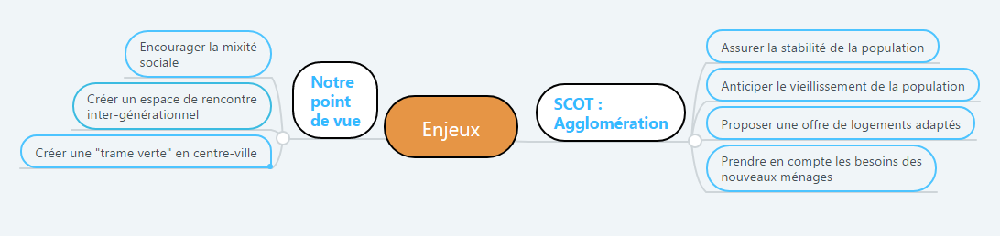 Encourager la mixité
sociale
Créer un espace de rencontre
inter-générationnel
Créer une "trame verte" en centre-ville
Notre
point
de vue
Enjeux
SCOT :
Agglomération
Assurer la stabilité de la population
Anticiper le vieillissement de la population
Proposer une offre de logements adaptés
Prendre en compte les besoins des
nouveaux ménages